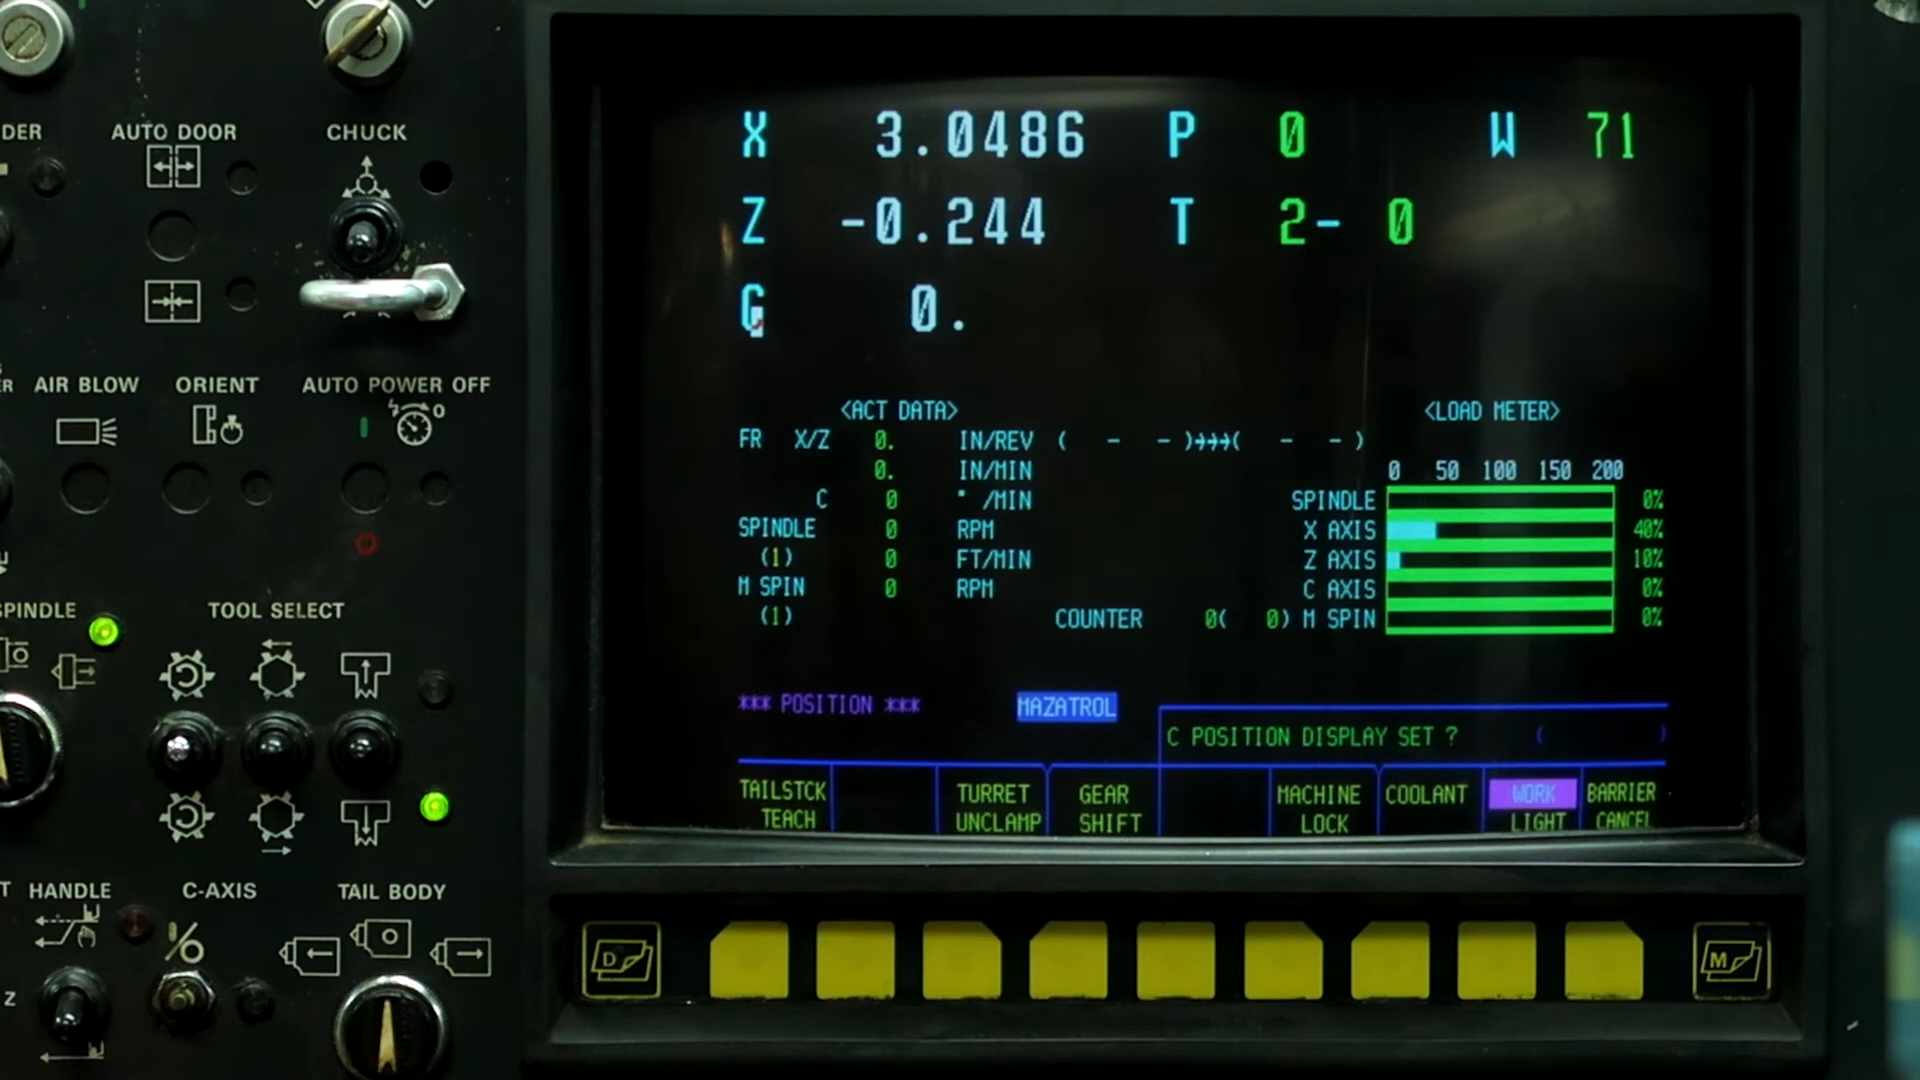 DER AUTO DOOR CHUCK
AIR BLOW ORIENT AUTO POWER OFF
O
SPINDLE TOOL SELECT
HANDLE C-AXIS TAIL BODY
Z
X 3.0486 P 0 W 71
Z -0.244 T 2- 0
0.
<ACT DATA> <LOAD METER>
FR X/Z 0. IN/REV ( - - )→→→( - - )
0. IN/MIN 0 50 100 150 200
C 0 ° /MIN SPINDLE 0%
SPINDLE 0 RPM X AXIS 40%
(1) 0 FT/MIN Z AXIS 10%
M SPIN 0 RPM C AXIS 0%
(1) COUNTER 0( 0) M SPIN 0%
*** POSITION *** MAZATROL
C POSITION DISPLAY SET ? ( )
TAILSTCK TURRET GEAR MACHINE COOLANT WORK BARRIER
TEACH UNCLAMP SHIFT LOCK LIGHT CANCEL
D M